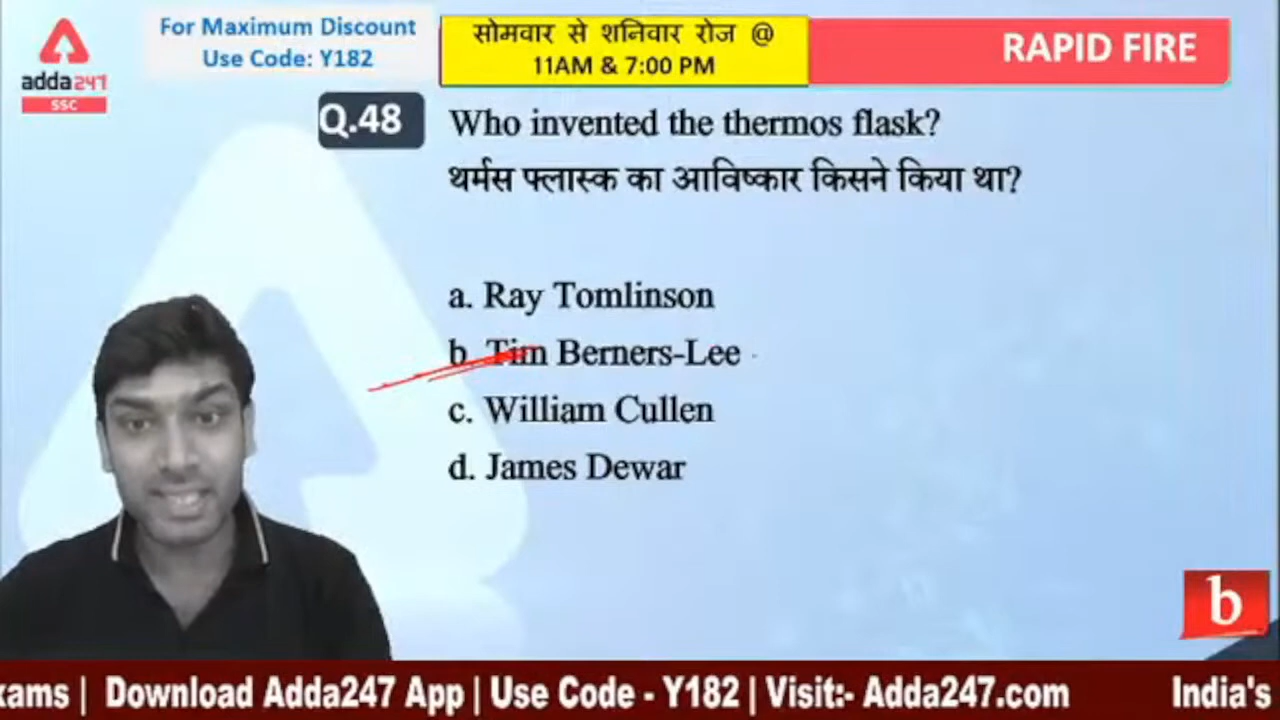 For Maximum Discount
Use Code: Y182
adda247
SSC
सोमवार से शनिवार रोज @
11AM & 7:00 PM
RAPID FIRE
Q.48
Who invented the thermos flask?
थर्मस फ्लास्क का आविष्कार किसने किया था?
a. Ray Tomlinson
b. Tim Berners-Lee
c. William Cullen
d. James Dewar
b
xams | Download Adda247 App | Use Code - Y182 | Visit:- Adda247.com India's